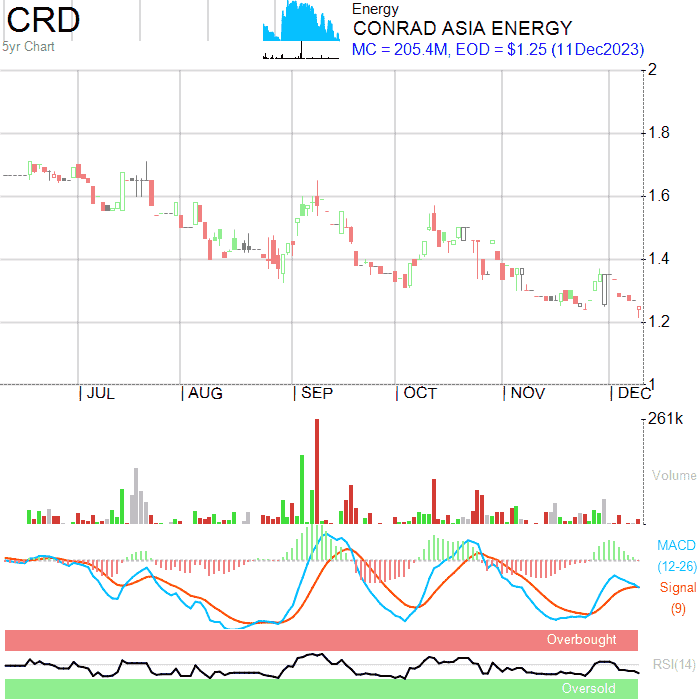 CRD
5yr Chart
Energy
CONRAD ASIA ENERGY
MC = 205.4M, EOD = $1.25 (11Dec2023)
2
1.8
1.6
1.4
1.2
1
JUL AUG SEP OCT NOV DEC
261k
Volume
MACD
(12-26)
Signal
(9)
Overbought
RSI(14)
Oversold